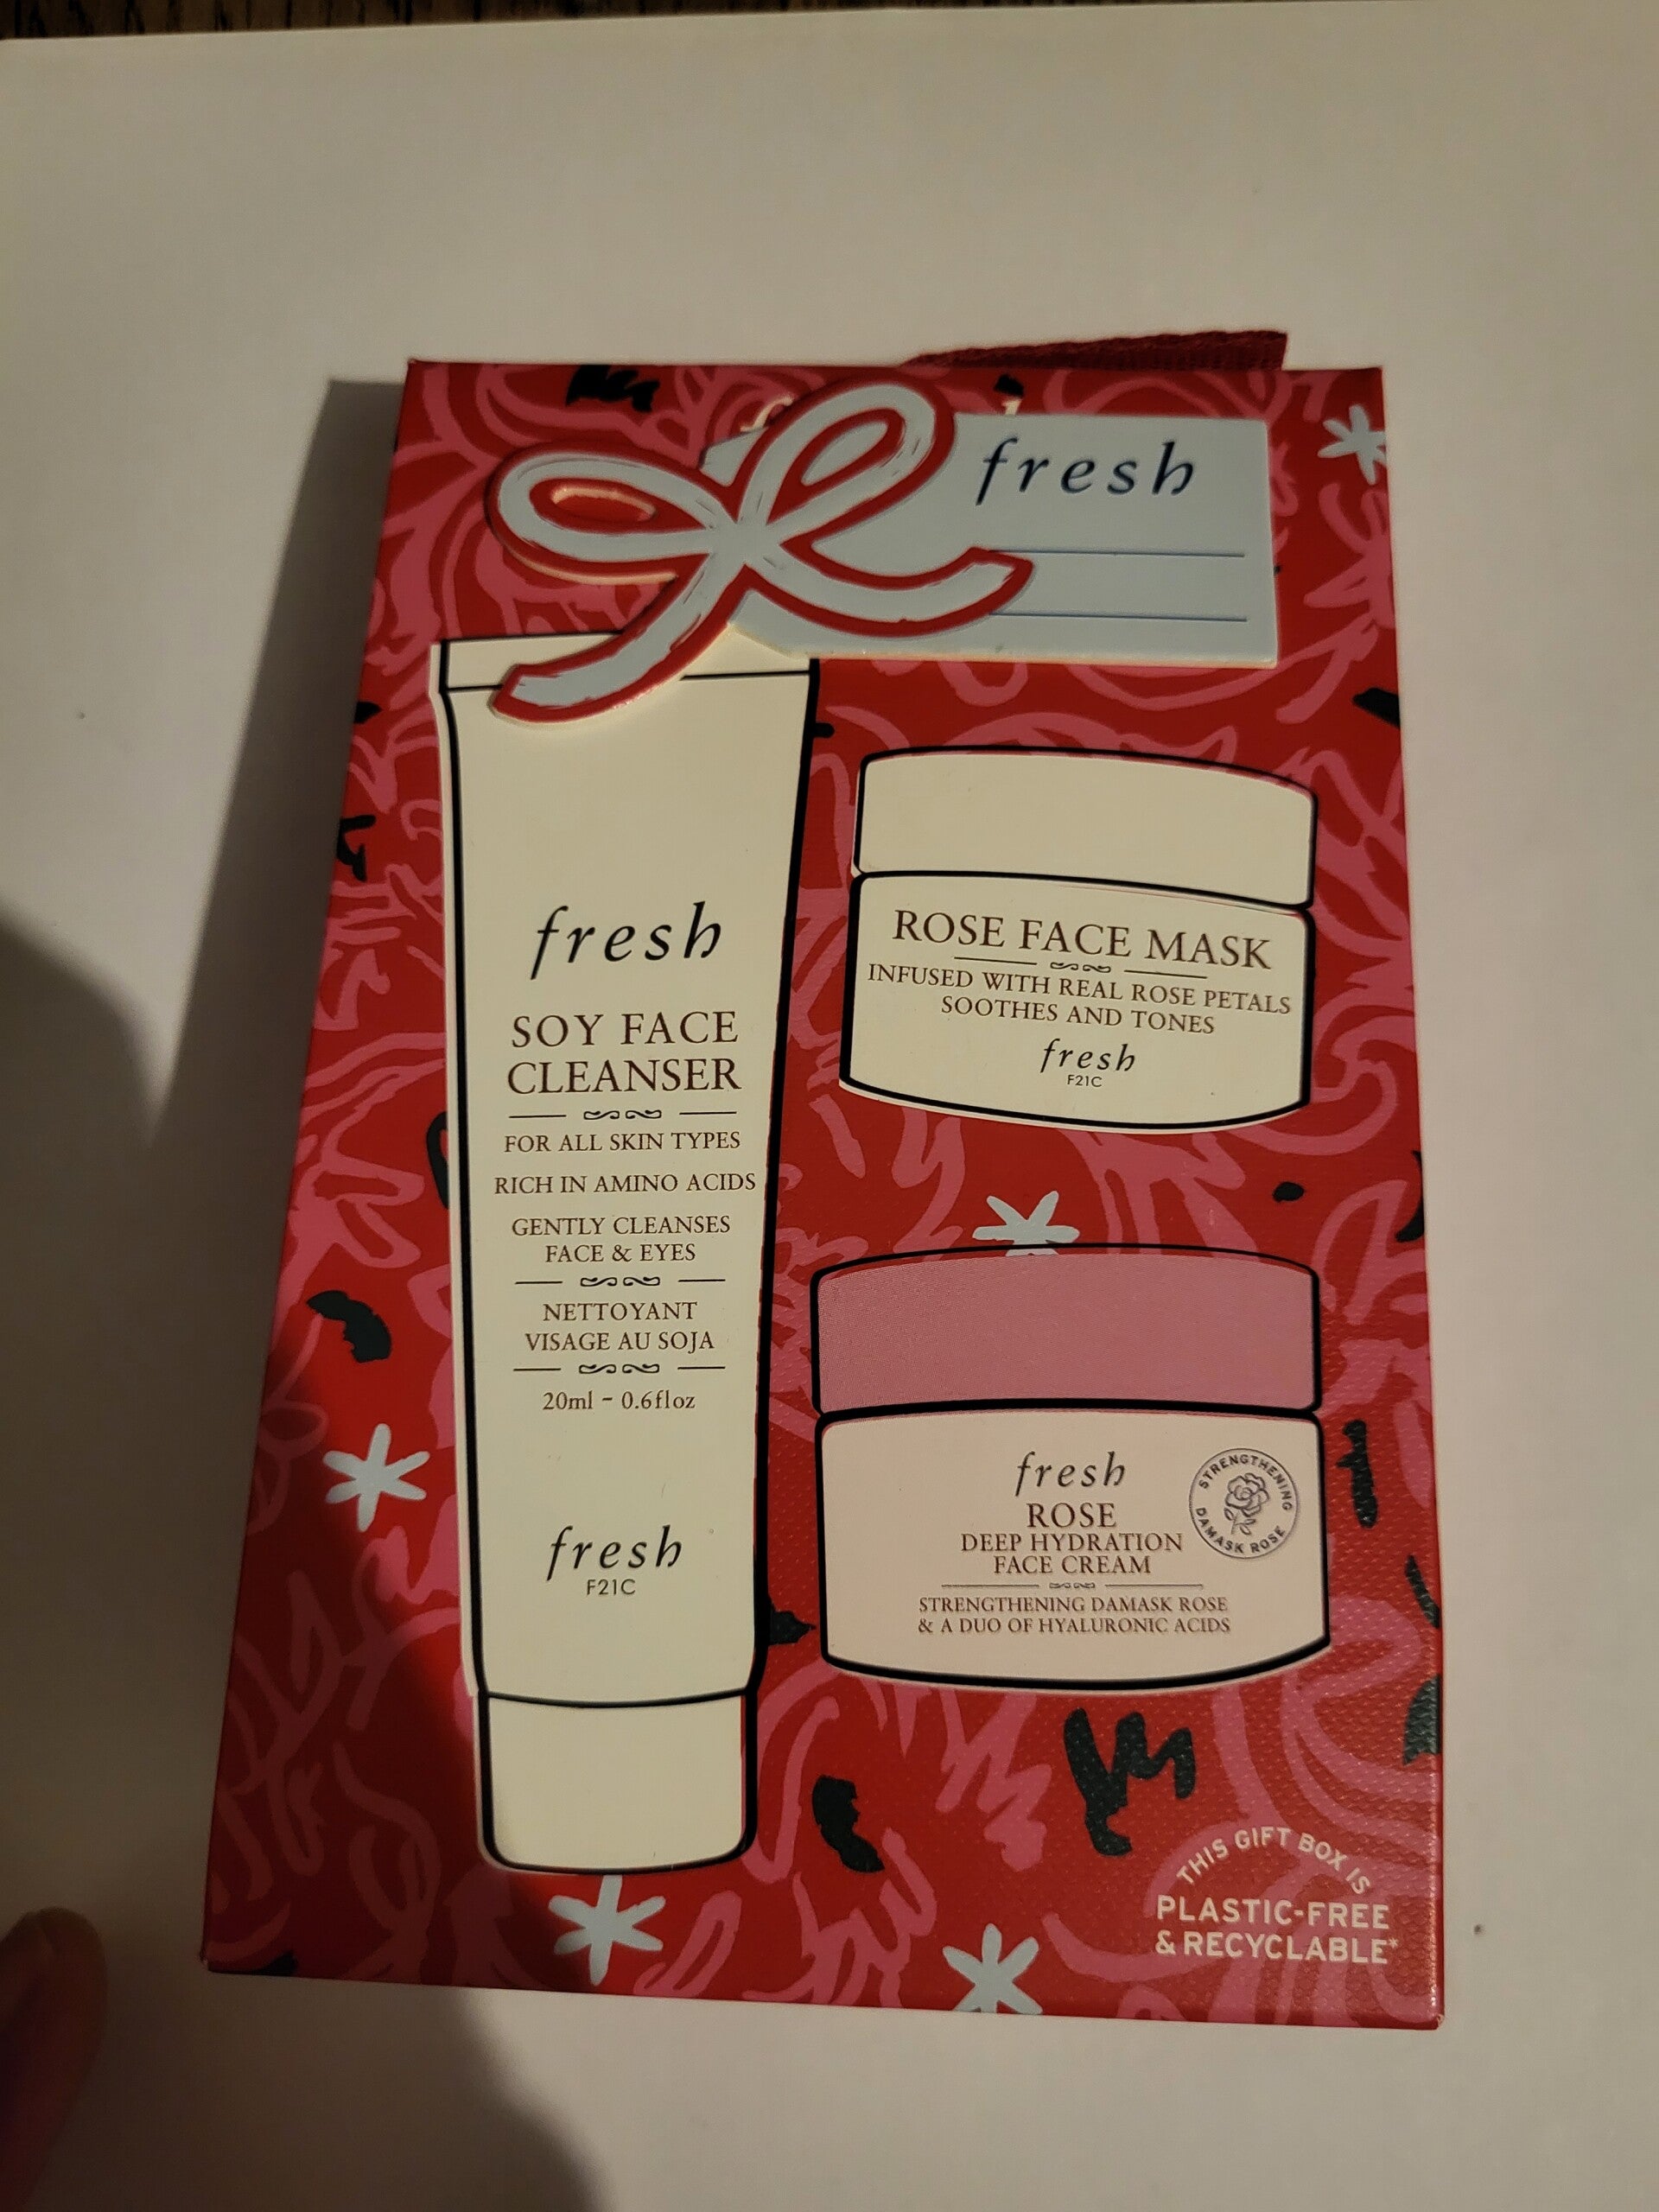 fresh
fresh
SOY FACE
CLEANSER
FOR ALL SKIN TYPES
RICH IN AMINO ACIDS
GENTLY CLEANSES
FACE & EYES
NETTOYANT
VISAGE AU SOJA
20ml - 0.6floz
fresh
F21C
ROSE FACE MASK
INFUSED WITH REAL ROSE PETALS
SOOTHES AND TONES
fresh
F21C
fresh
ROSE
DEEP HYDRATION
FACE CREAM
STRENGTHENING DAMASK ROSE
& A DUO OF HYALURONIC ACIDS
STRENGTHENING
DAMASK ROSE
THIS GIFT BOX IS
PLASTIC-FREE
& RECYCLABLE*